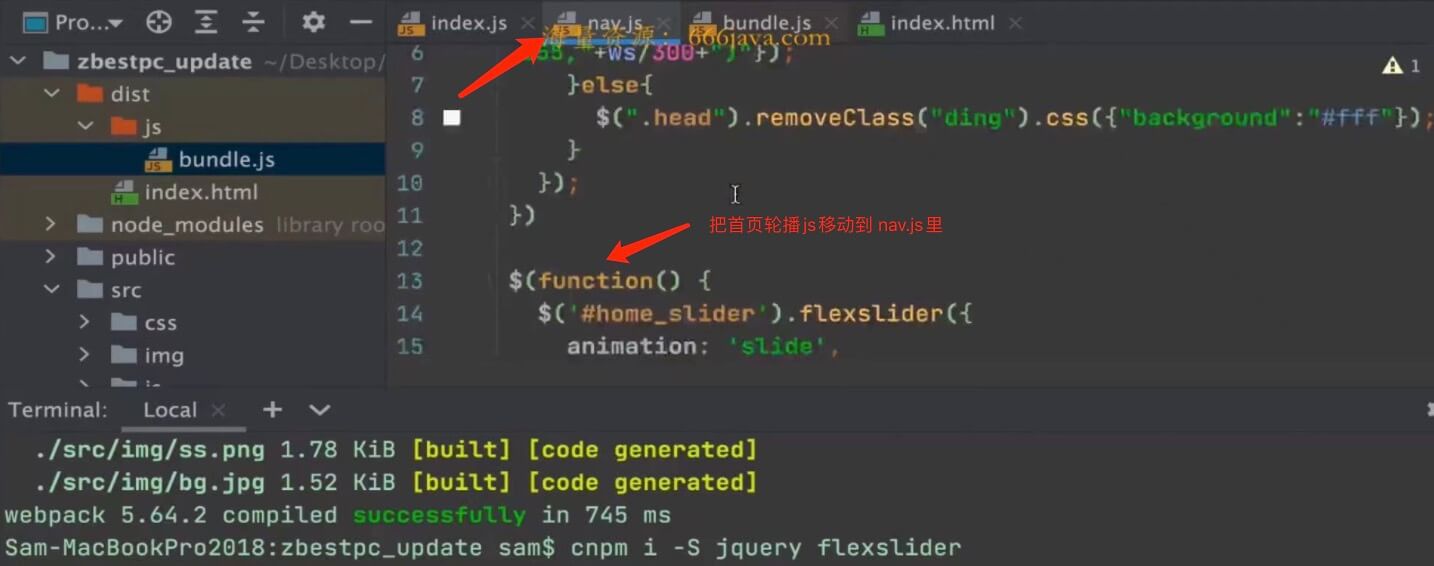 Pro...
index.js
nav.js
bundle.js
index.html
海量资源：666java.com
zbestpc_update ~/Desktop/
dist
js
bundle.js
index.html
node_modules library roo
public
src
css
img
6 "+ws/300+")"});
1
7 }else{
8 $(".head").removeClass("ding").css({"background":"#fff"});
9 }
10 });
11 })
把首页轮播js移动到 nav.js里
12
13 $(function() {
14 $('#home_slider').flexslider({
15 animation: 'slide',
Terminal: Local
./src/img/ss.png 1.78 KiB [built] [code generated]
./src/img/bg.jpg 1.52 KiB [built] [code generated]
webpack 5.64.2 compiled successfully in 745 ms
Sam-MacBookPro2018:zbestpc_update sam$ cnpm i -S jquery flexslider